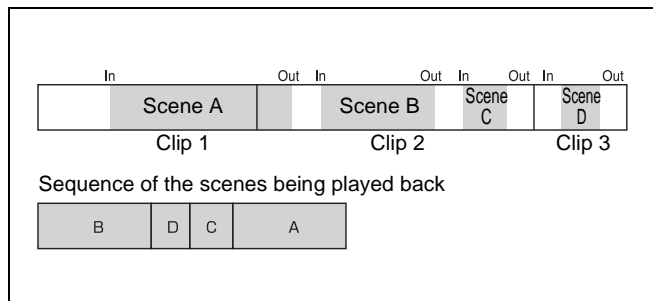 In Out In Out In Out In Out
Scene A Scene B Scene C Scene D
Clip 1 Clip 2 Clip 3
Sequence of the scenes being played back
B D C A